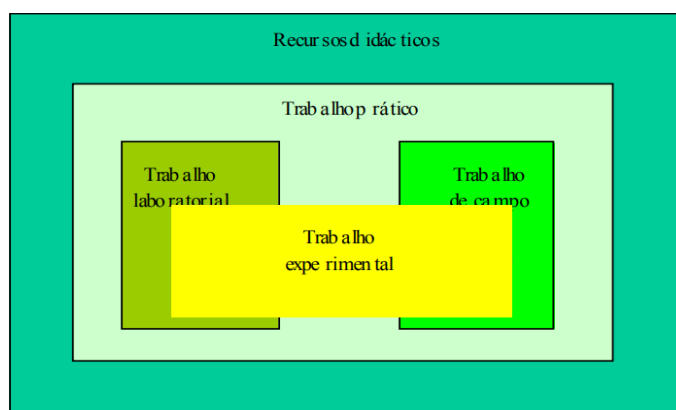 Recursos didácticos
Trabalho prático
Trabalho
laboratorial
Trabalho
de campo
Trabalho
experimental